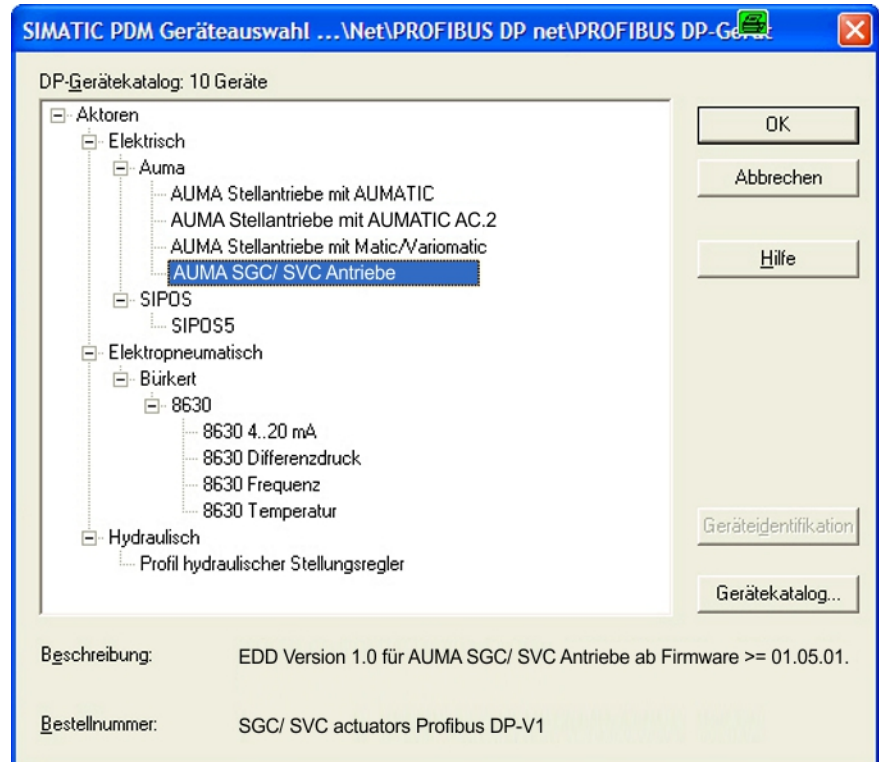 SIMATIC PDM Geräteauswahl ...\Net\PROFIBUS DP net\PROFIBUS DP-Gerät
DP-Gerätekatalog: 10 Geräte
Aktoren
Elektrisch
Auma
AUMA Stellantriebe mit AUMATIC
AUMA Stellantriebe mit AUMATIC AC.2
AUMA Stellantriebe mit Matic/Variomatic
AUMA SGC/ SVC Antriebe
SIPOS
SIPOS5
Elektropneumatisch
Bürkert
8630
8630 4..20 mA
8630 Differenzdruck
8630 Frequenz
8630 Temperatur
Hydraulisch
Profil hydraulischer Stellungsregler
OK
Abbrechen
Hilfe
Geräteidentifikation
Gerätekatalog...
Beschreibung: EDD Version 1.0 für AUMA SGC/ SVC Antriebe ab Firmware >= 01.05.01.
Bestellnummer: SGC/ SVC actuators Profibus DP-V1